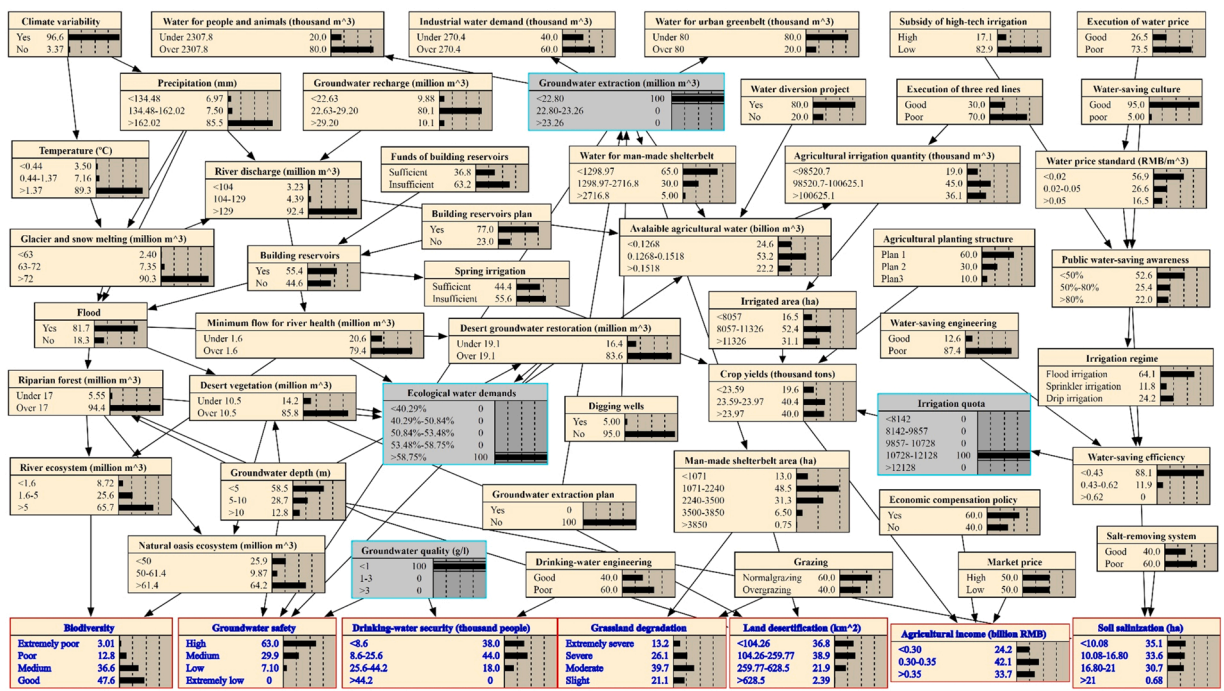 Climate variability
Yes 96.6
No 3.37
Water for people and animals (thousand m^3)
Under 2307.8 20.0
Over 2307.8 80.0
Industrial water demand (thousand m^3)
Under 270.4 40.0
Over 270.4 60.0
Water for urban greenbelt (thousand m^3)
Under 80 80.0
Over 80 20.0
Subsidy of high-tech irrigation
High 17.1
Low 82.9
Execution of water price
Good 26.5
Poor 73.5
Precipitation (mm)
<134.48 6.97
134.48-162.02 7.50
>162.02 85.5
Groundwater recharge (million m^3)
<22.63 9.88
22.63-29.20 80.1
>29.20 10.1
Groundwater extraction (million m^3)
<22.80 100
22.80-23.26 0
>23.26 0
Water diversion project
Yes 80.0
No 20.0
Execution of three red lines
Good 30.0
Poor 70.0
Water-saving culture
Good 95.0
poor 5.00
Temperature (°C)
<0.44 3.50
0.44-1.37 7.16
>1.37 89.3
River discharge (million m^3)
<104 3.23
104-129 4.39
>129 92.4
Funds of building reservoirs
Sufficient 36.8
Insufficient 63.2
Water for man-made shelterbelt
<1298.97 65.0
1298.97-2716.8 30.0
>2716.8 5.00
Agricultural irrigation quantity (thousand m^3)
<98520.7 19.0
98520.7-100625.1 45.0
>100625.1 36.1
Water price standard (RMB/m^3)
<0.02 56.9
0.02-0.05 26.6
>0.05 16.5
Glacier and snow melting (million m^3)
<63 2.40
63-72 7.35
>72 90.3
Building reservoirs
Yes 55.4
No 44.6
Building reservoirs plan
Yes 77.0
No 23.0
Avalaible agricultural water (billion m^3)
<0.1268 24.6
0.1268-0.1518 53.2
>0.1518 22.2
Agricultural planting structure
Plan 1 60.0
Plan 2 30.0
Plan3 10.0
Public water-saving awareness
<50% 52.6
50%-80% 25.4
>80% 22.0
Spring irrigation
Sufficient 44.4
Insufficient 55.6
Flood
Yes 81.7
No 18.3
Minimum flow for river health (million m^3)
Under 1.6 20.6
Over 1.6 79.4
Desert groundwater restoration (million m^3)
Under 19.1 16.4
Over 19.1 83.6
Irrigated area (ha)
<8057 16.5
8057-11326 52.4
>11326 31.1
Water-saving engineering
Good 12.6
Poor 87.4
Irrigation regime
Flood irrigation 64.1
Sprinkler irrigation 11.8
Drip irrigation 24.2
Riparian forest (million m^3)
Under 17 5.55
Over 17 94.4
Desert vegetation (million m^3)
Under 10.5 14.2
Over 10.5 85.8
Ecological water demands
<40.29% 0
40.29%-50.84% 0
50.84%-53.48% 0
53.48%-58.75% 0
>58.75% 100
Digging wells
Yes 5.00
No 95.0
Crop yields (thousand tons)
<23.59 19.6
23.59-23.97 40.4
>23.97 40.0
Irrigation quota
<8142 0
8142-9857 0
9857- 10728 0
10728-12128 100
>12128 0
River ecosystem (million m^3)
<1.6 8.72
1.6-5 25.6
>5 65.7
Groundwater depth (m)
<5 58.5
5-10 28.7
>10 12.8
Groundwater extraction plan
Yes 0
No 100
Man-made shelterbelt area (ha)
<1071 13.0
1071-2240 48.5
2240-3500 31.3
3500-3850 6.50
>3850 0.75
Water-saving efficiency
<0.43 88.1
0.43-0.62 11.9
>0.62 0
Economic compensation policy
Yes 60.0
No 40.0
Natural oasis ecosystem (million m^3)
<50 25.9
50-61.4 9.87
>61.4 64.2
Groundwater quality (g/l)
<1 100
1-3 0
>3 0
Drinking-water engineering
Good 40.0
Poor 60.0
Grazing
Normalgrazing 60.0
Overgrazing 40.0
Market price
High 50.0
Low 50.0
Salt-removing system
Good 40.0
Poor 60.0
Biodiversity
Extremely poor 3.01
Poor 12.8
Medium 36.6
Good 47.6
Groundwater safety
High 63.0
Medium 29.9
Low 7.10
Extremely low 0
Drinking-water security (thousand people)
<8.6 38.0
8.6-25.6 44.0
25.6-44.2 18.0
>44.2 0
Grassland degradation
Extremely severe 13.2
Severe 26.1
Moderate 39.7
Slight 21.1
Land desertification (km^2)
<104.26 36.8
104.26-259.77 38.9
259.77-628.5 21.9
>628.5 2.39
Agricultural income (billion RMB)
<0.30 24.2
0.30-0.35 42.1
>0.35 33.7
Soil salinization (ha)
<10.08 35.1
10.08-16.80 33.6
16.80-21 30.7
>21 0.68